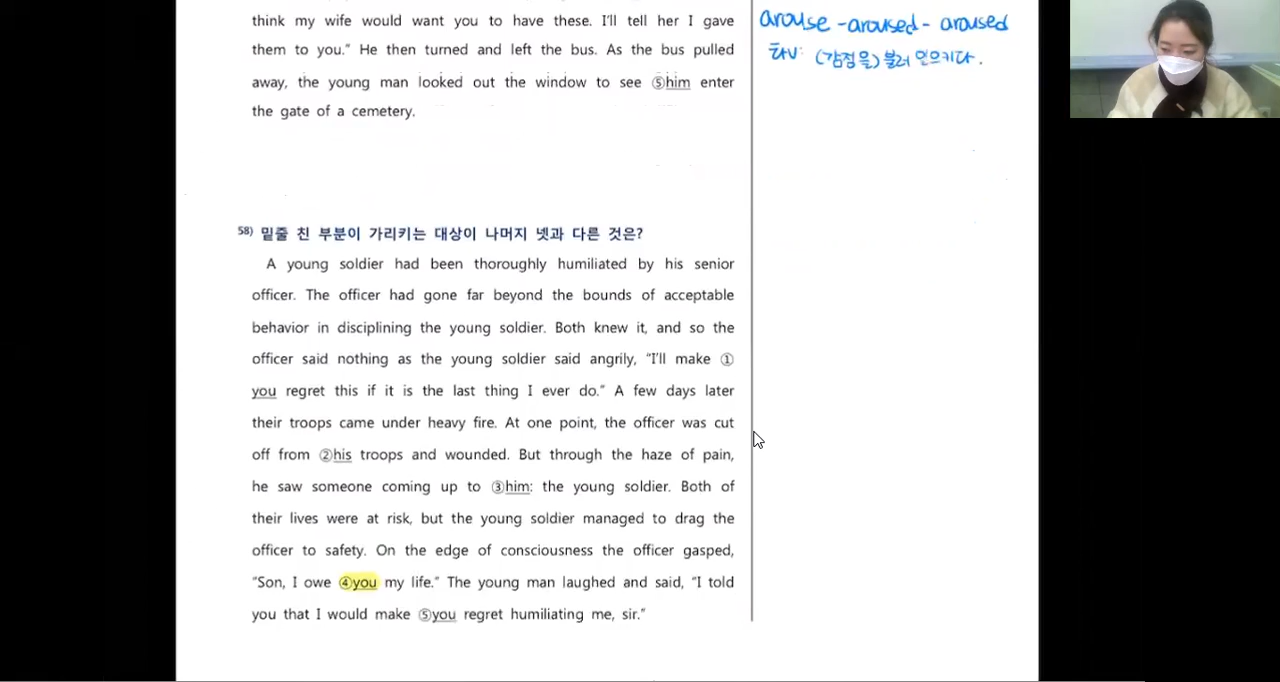 think my wife would want you to have these. I'll tell her I gave
them to you." He then turned and left the bus. As the bus pulled
away, the young man looked out the window to see ⑤him enter
the gate of a cemetery.
arouse - aroused - aroused
타V: (감정을) 불러 일으키다.
58) 밑줄 친 부분이 가리키는 대상이 나머지 넷과 다른 것은?
A young soldier had been thoroughly humiliated by his senior
officer. The officer had gone far beyond the bounds of acceptable
behavior in disciplining the young soldier. Both knew it, and so the
officer said nothing as the young soldier said angrily, "I'll make ①
you regret this if it is the last thing I ever do." A few days later
their troops came under heavy fire. At one point, the officer was cut
off from ②his troops and wounded. But through the haze of pain,
he saw someone coming up to ③him: the young soldier. Both of
their lives were at risk, but the young soldier managed to drag the
officer to safety. On the edge of consciousness the officer gasped,
"Son, I owe ④you my life." The young man laughed and said, "I told
you that I would make ⑤you regret humiliating me, sir."